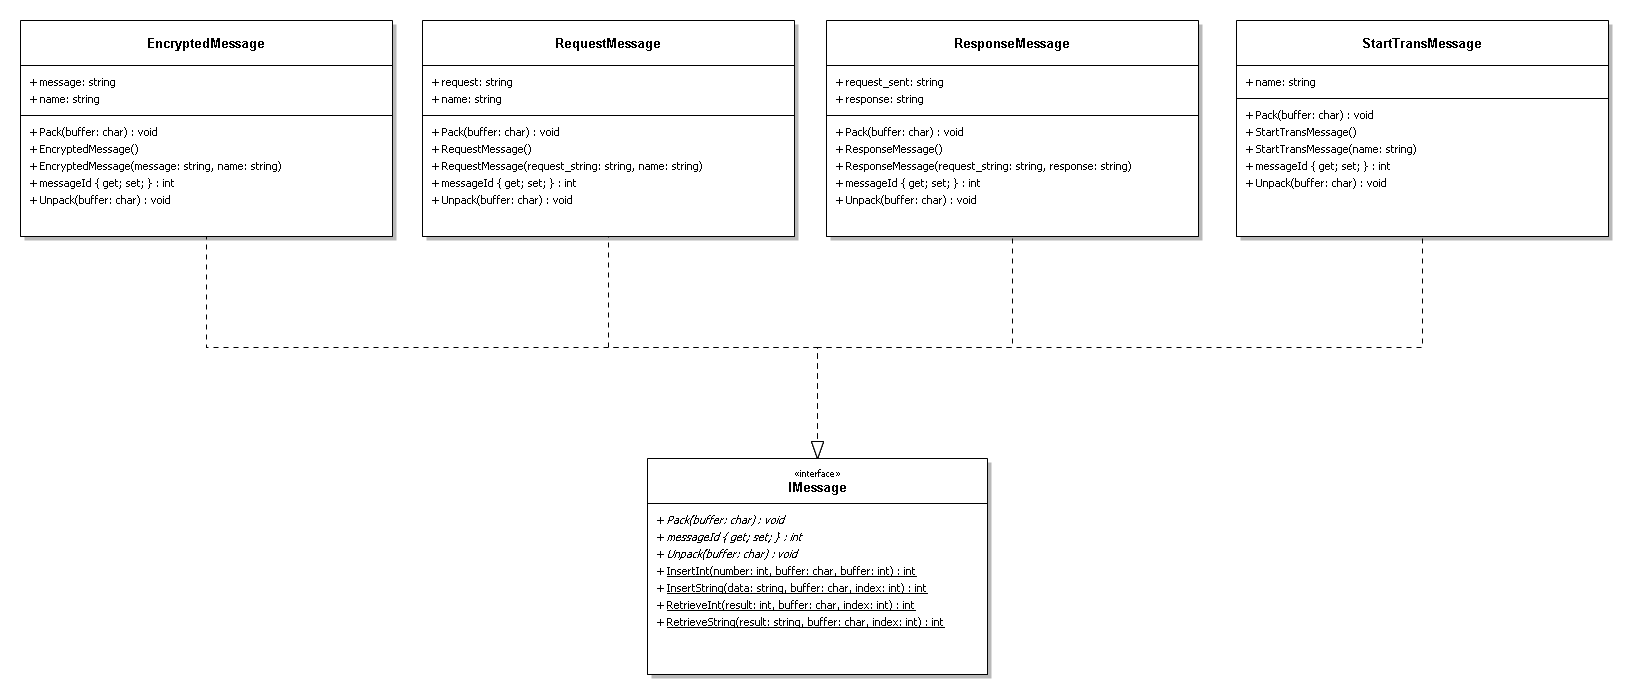 EncryptedMessage
+ message: string
+ name: string
+ Pack(buffer: char) : void
+ EncryptedMessage()
+ EncryptedMessage(message: string, name: string)
+ messageId { get; set; } : int
+ Unpack(buffer: char) : void
RequestMessage
+ request: string
+ name: string
+ Pack(buffer: char) : void
+ RequestMessage()
+ RequestMessage(request_string: string, name: string)
+ messageId { get; set; } : int
+ Unpack(buffer: char) : void
ResponseMessage
+ request_sent: string
+ response: string
+ Pack(buffer: char) : void
+ ResponseMessage()
+ ResponseMessage(request_string: string, response: string)
+ messageId { get; set; } : int
+ Unpack(buffer: char) : void
StartTransMessage
+ name: string
+ Pack(buffer: char) : void
+ StartTransMessage()
+ StartTransMessage(name: string)
+ messageId { get; set; } : int
+ Unpack(buffer: char) : void
«interface»
IMessage
+ Pack(buffer: char) : void
+ messageId { get; set; } : int
+ Unpack(buffer: char) : void
+ InsertInt(number: int, buffer: char, buffer: int) : int
+ InsertString(data: string, buffer: char, index: int) : int
+ RetrieveInt(result: int, buffer: char, index: int) : int
+ RetrieveString(result: string, buffer: char, index: int) : int